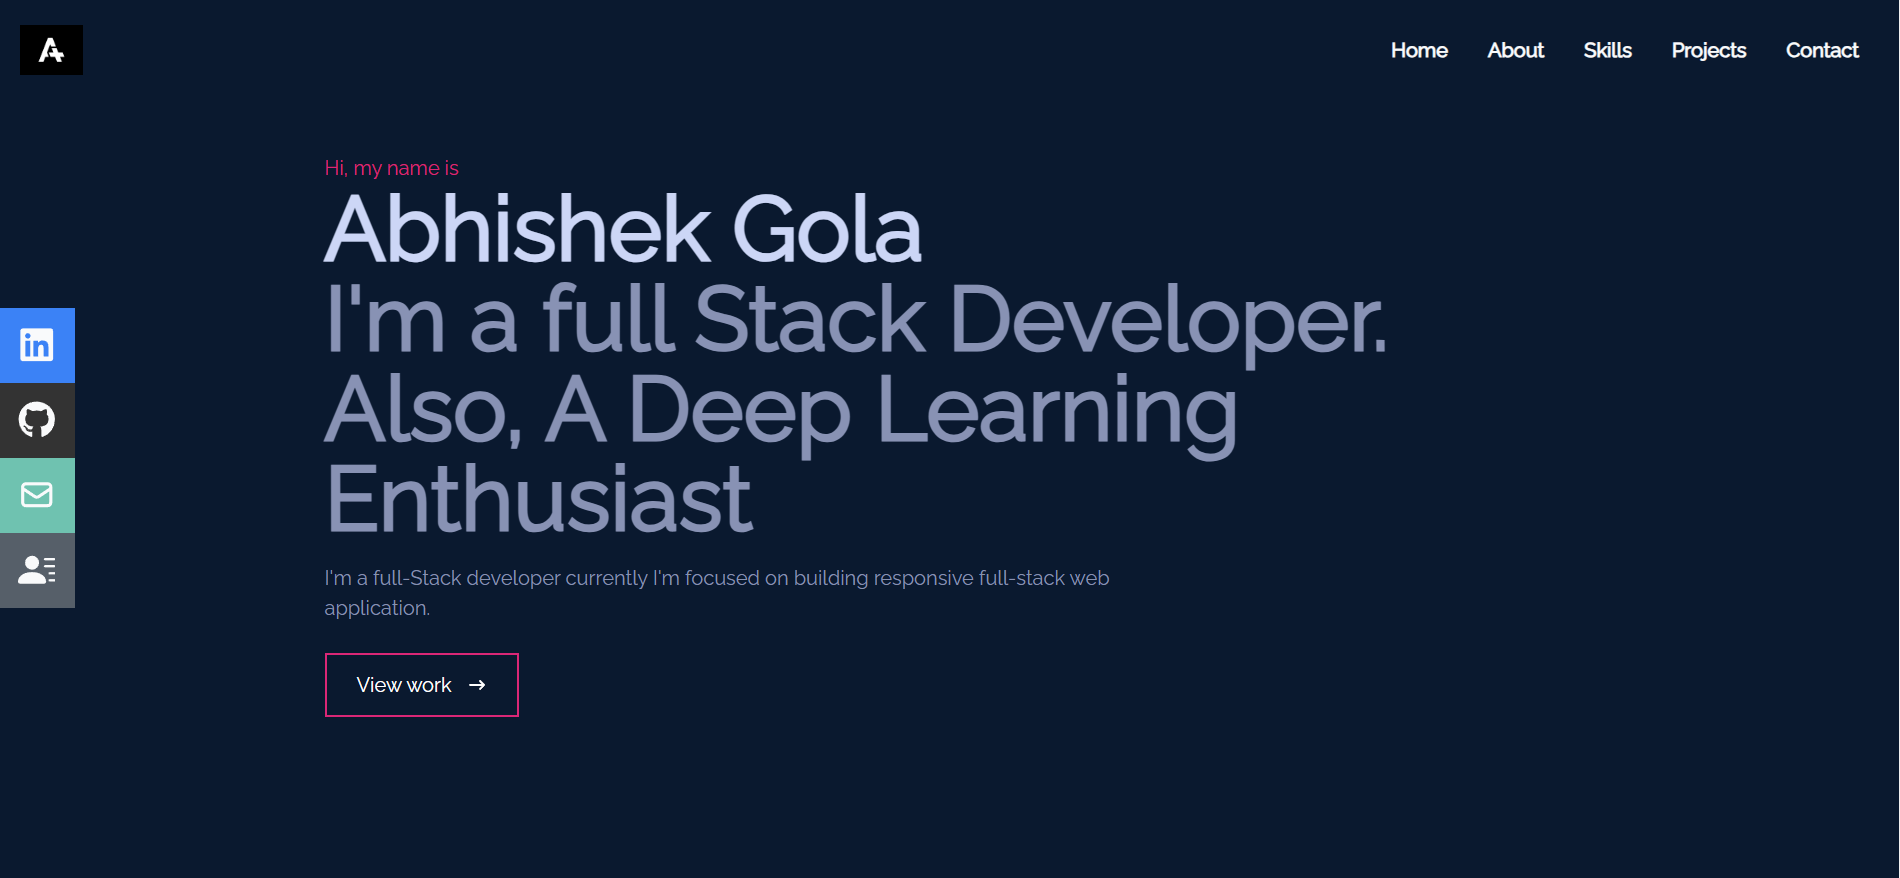 Home About Skills Projects Contact
Hi, my name is
Abhishek Gola
I'm a full Stack Developer.
Also, A Deep Learning
Enthusiast
in
I'm a full-Stack developer currently I'm focused on building responsive full-stack web
application.
View work